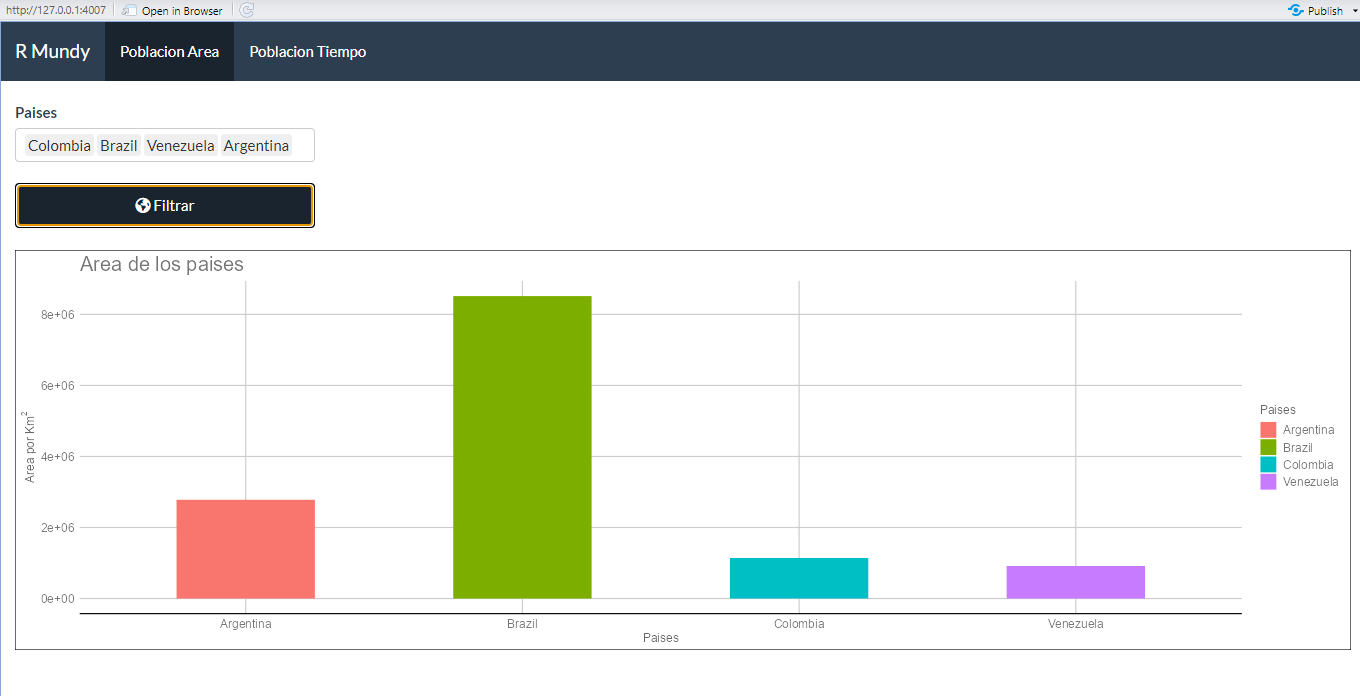 http://127.0.0.1:4007 Open in Browser Publish
R Mundy Poblacion Area Poblacion Tiempo
Paises
Colombia Brazil Venezuela Argentina
Filtrar
Area de los paises
8e+06
6e+06
4e+06
2e+06
0e+00
Area por Km²
Argentina Brazil Colombia Venezuela
Paises
Paises
Argentina
Brazil
Colombia
Venezuela